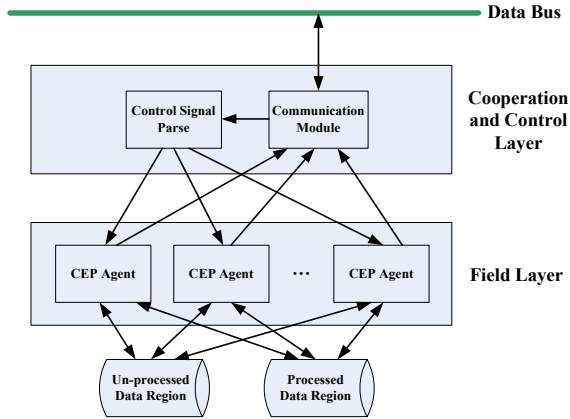 Data Bus
Control Signal
Parse
Communication
Module
Cooperation
and Control
Layer
CEP Agent
CEP Agent
...
CEP Agent
Field Layer
Un-processed
Data Region
Processed
Data Region